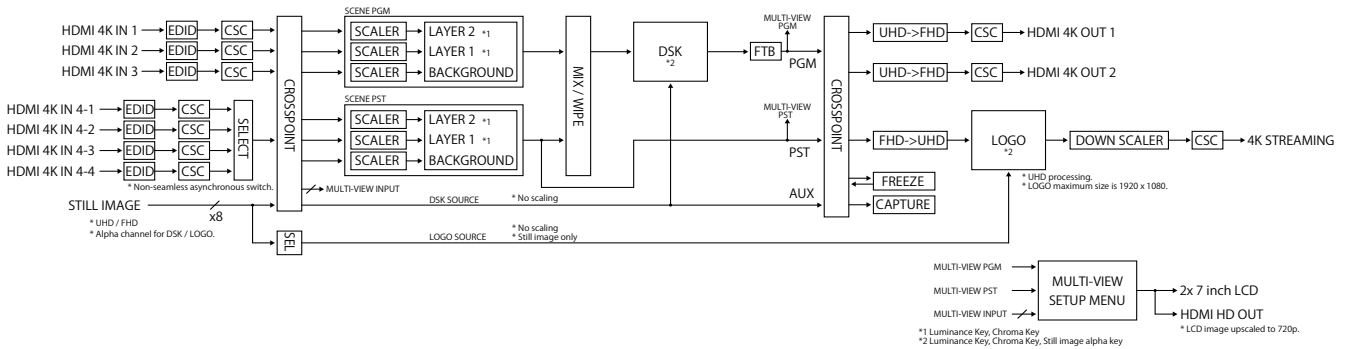 HDMI 4K IN 1 EDID CSC
HDMI 4K IN 2 EDID CSC
HDMI 4K IN 3 EDID CSC
HDMI 4K IN 4-1 EDID CSC
HDMI 4K IN 4-2 EDID CSC
HDMI 4K IN 4-3 EDID CSC
HDMI 4K IN 4-4 EDID CSC
SELECT
* Non-seamless asynchronous switch.
STILL IMAGE
x8
* UHD / FHD
* Alpha channel for DSK / LOGO.
CROSSPOINT
SEL
SCENE PGM
SCALER LAYER 2 *1
SCALER LAYER 1 *1
SCALER BACKGROUND
SCENE PST
SCALER LAYER 2 *1
SCALER LAYER 1 *1
SCALER BACKGROUND
MULTI-VIEW INPUT
DSK SOURCE * No scaling
LOGO SOURCE
* No scaling
* Still image only
MIX / WIPE
DSK
*2
FTB
MULTI-VIEW
PGM
PGM
MULTI-VIEW
PST
PST
AUX
CROSSPOINT
UHD->FHD CSC HDMI 4K OUT 1
UHD->FHD CSC HDMI 4K OUT 2
FHD->UHD
LOGO
*2
DOWN SCALER CSC 4K STREAMING
* UHD processing.
* LOGO maximum size is 1920 x 1080.
FREEZE
CAPTURE
MULTI-VIEW PGM
MULTI-VIEW PST
MULTI-VIEW INPUT
MULTI-VIEW
SETUP MENU
2x 7 inch LCD
HDMI HD OUT
* LCD image upscaled to 720p.
*1 Luminance Key, Chroma Key
*2 Luminance Key, Chroma Key, Still image alpha key